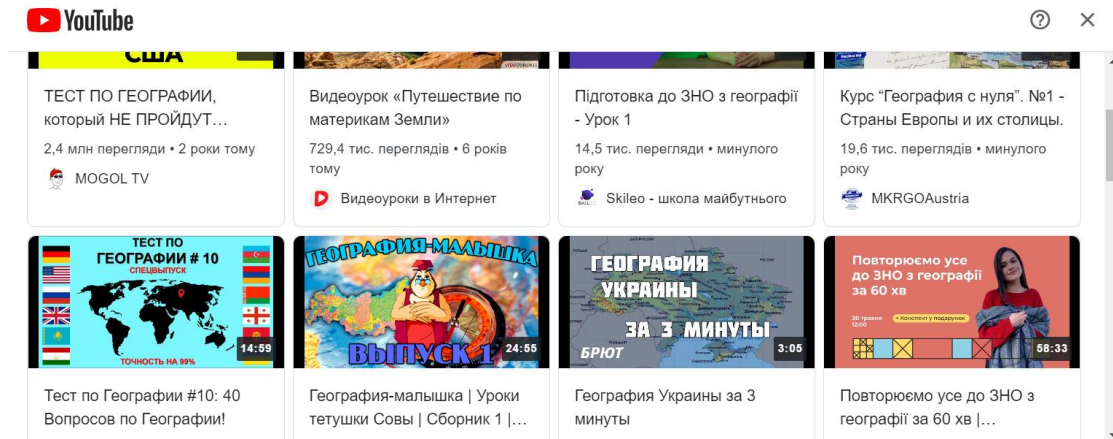 YouTube
США
ТЕСТ ПО ГЕОГРАФИИ,
который НЕ ПРОЙДУТ…
2,4 млн перегляди • 2 роки тому
MOGOL TV
Видеоурок «Путешествие по
материкам Земли»
729,4 тис. переглядів • 6 років
тому
Видеоуроки в Интернет
Підготовка до ЗНО з географії
- Урок 1
14,5 тис. перегляди • минулого
року
Skileo - школа майбутнього
Курс “География с нуля”. №1 -
Страны Европы и их столицы.
19,6 тис. переглядів • минулого
року
MKRGOAustria
ТЕСТ ПО
ГЕОГРАФИИ # 10
СПЕЦВЫПУСК
ТОЧНОСТЬ НА 99%
14:59
Тест по Географии #10: 40
Вопросов по Географии!
ГЕОГРАФИЯ-МАЛЫШКА
ВЫПУСК 1
24:55
География-малышка | Уроки
тетушки Совы | Сборник 1 |…
ГЕОГРАФИЯ
УКРАИНЫ
ЗА 3 МИНУТЫ
БРЮТ
3:05
География Украины за 3
минуты
Повторюємо усе
до ЗНО з географії
за 60 хв
30 травня
12:00
+ Конспект у подарунок
58:33
Повторюємо усе до ЗНО з
географії за 60 хв |…